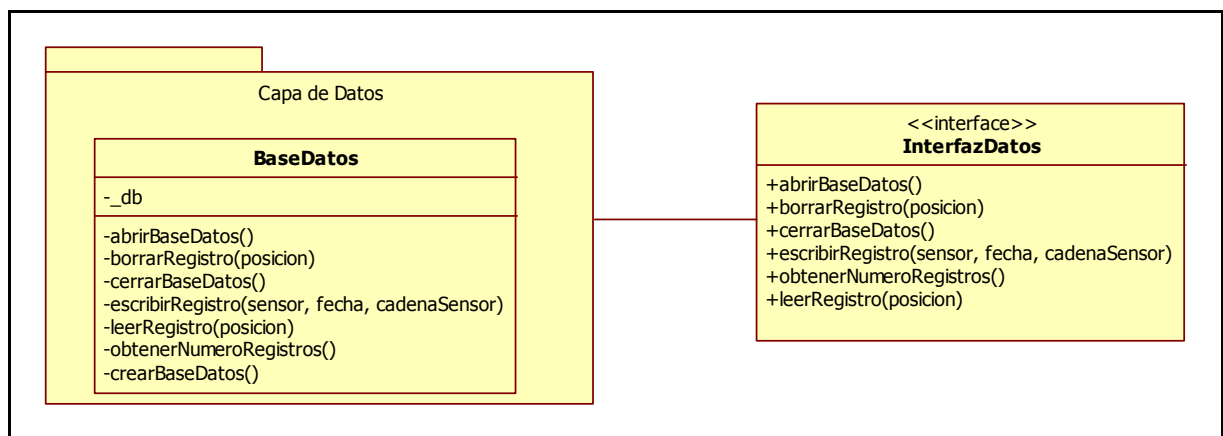 Capa de Datos
BaseDatos
-_db
-abrirBaseDatos()
-borrarRegistro(posicion)
-cerrarBaseDatos()
-escribirRegistro(sensor, fecha, cadenaSensor)
-leerRegistro(posicion)
-obtenerNumeroRegistros()
-crearBaseDatos()
<<interface>>
InterfazDatos
+abrirBaseDatos()
+borrarRegistro(posicion)
+cerrarBaseDatos()
+escribirRegistro(sensor, fecha, cadenaSensor)
+obtenerNumeroRegistros()
+leerRegistro(posicion)